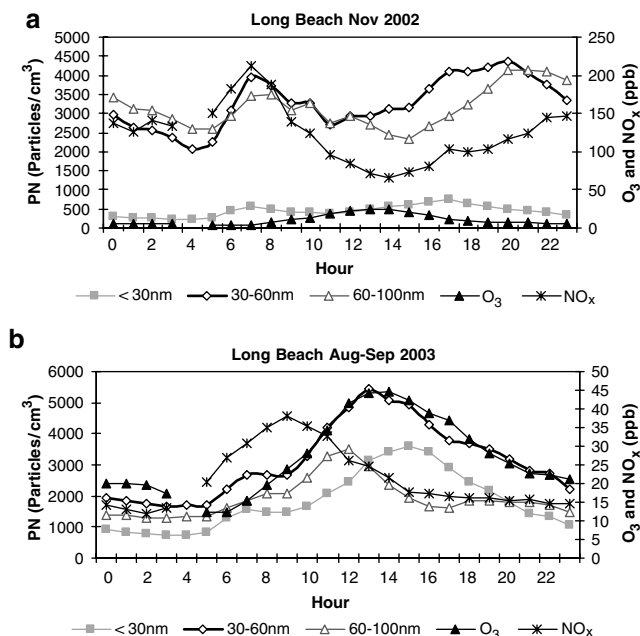 a
Long Beach Nov 2002
5000
4500
4000
3500
3000
2500
2000
1500
1000
500
0
PN (Particles/cm³)
250
200
150
100
50
0
O₃ and NOₓ (ppb)
0 2 4 6 8 10 12 14 16 18 20 22
Hour
< 30nm 30-60nm 60-100nm O₃ NOₓ
b
Long Beach Aug-Sep 2003
6000
5000
4000
3000
2000
1000
0
PN (Particles/cm³)
50
45
40
35
30
25
20
15
10
5
0
O₃ and NOₓ (ppb)
0 2 4 6 8 10 12 14 16 18 20 22
Hour
< 30nm 30-60nm 60-100nm O₃ NOₓ